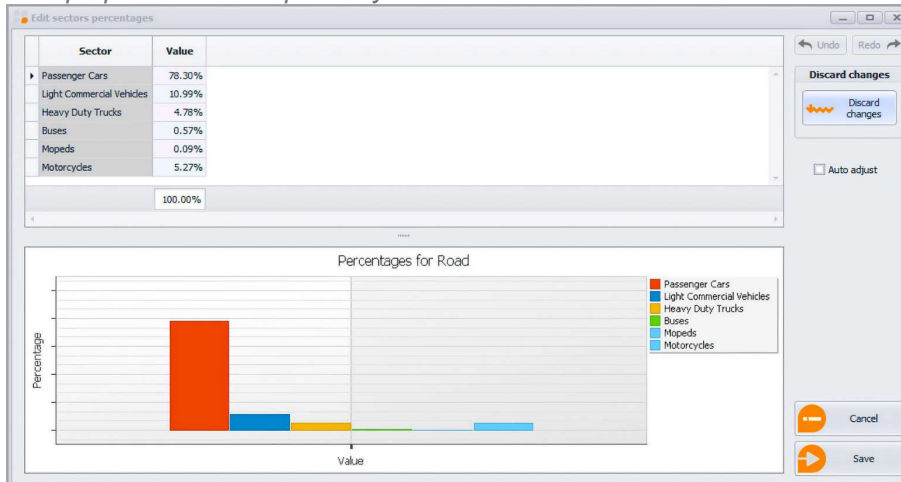 Edit sectors percentages
Undo Redo
Sector Value
Passenger Cars 78.30%
Light Commercial Vehicles 10.99%
Heavy Duty Trucks 4.78%
Buses 0.57%
Mopeds 0.09%
Motorcycles 5.27%
100.00%
Discard changes
Discard
changes
Auto adjust
Percentages for Road
Percentage
Value
Passenger Cars
Light Commercial Vehicles
Heavy Duty Trucks
Buses
Mopeds
Motorcycles
Cancel
Save